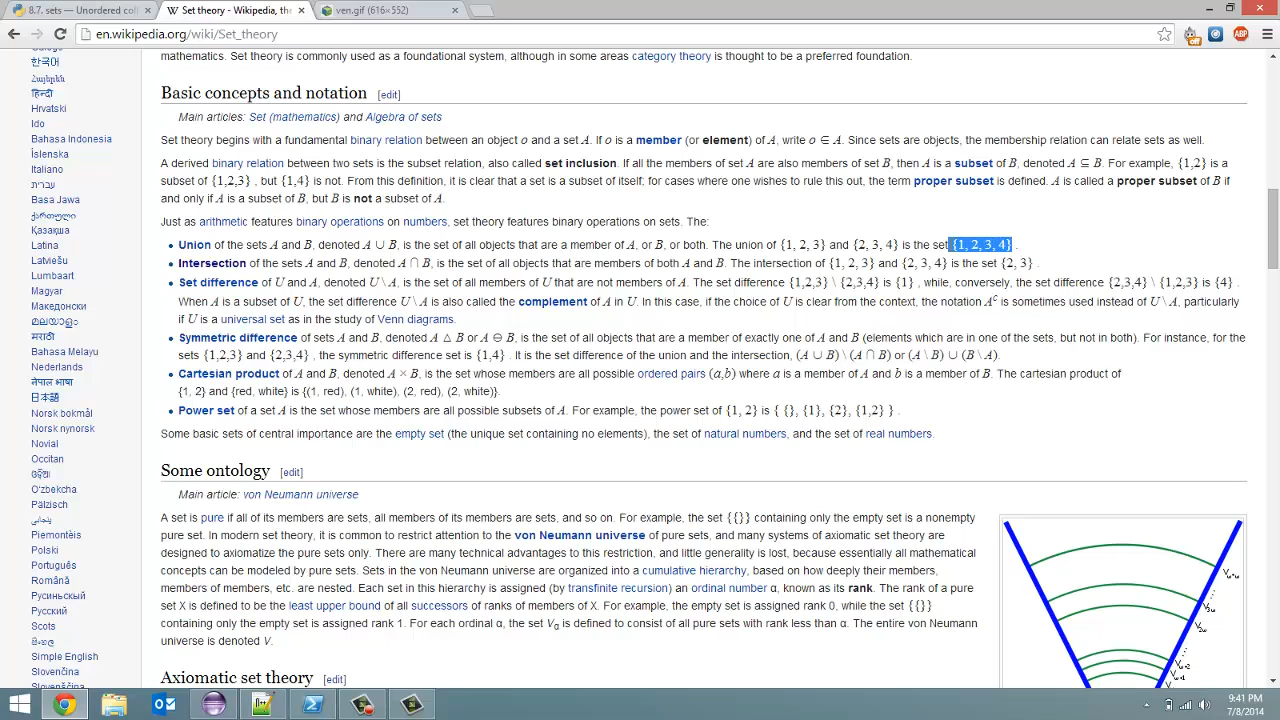 8.7. sets — Unordered coll
Set theory - Wikipedia, the
ven.gif (616×552)
en.wikipedia.org/wiki/Set_theory
mathematics. Set theory is commonly used as a foundational system, although in some areas category theory is thought to be a preferred foundation.
Basic concepts and notation [edit]
Main articles: Set (mathematics) and Algebra of sets
Set theory begins with a fundamental binary relation between an object o and a set A. If o is a member (or element) of A, write o ∈ A. Since sets are objects, the membership relation can relate sets as well.
A derived binary relation between two sets is the subset relation, also called set inclusion. If all the members of set A are also members of set B, then A is a subset of B, denoted A ⊆ B. For example, {1,2} is a
subset of {1,2,3} , but {1,4} is not. From this definition, it is clear that a set is a subset of itself; for cases where one wishes to rule this out, the term proper subset is defined. A is called a proper subset of B if
and only if A is a subset of B, but B is not a subset of A.
Just as arithmetic features binary operations on numbers, set theory features binary operations on sets. The:
• Union of the sets A and B, denoted A ∪ B, is the set of all objects that are a member of A, or B, or both. The union of {1, 2, 3} and {2, 3, 4} is the set {1, 2, 3, 4} .
• Intersection of the sets A and B, denoted A ∩ B, is the set of all objects that are members of both A and B. The intersection of {1, 2, 3} and {2, 3, 4} is the set {2, 3} .
• Set difference of U and A, denoted U \ A, is the set of all members of U that are not members of A. The set difference {1,2,3} \ {2,3,4} is {1} , while, conversely, the set difference {2,3,4} \ {1,2,3} is {4} .
When A is a subset of U, the set difference U \ A is also called the complement of A in U. In this case, if the choice of U is clear from the context, the notation Aᶜ is sometimes used instead of U \ A, particularly
if U is a universal set as in the study of Venn diagrams.
• Symmetric difference of sets A and B, denoted A △ B or A ⊖ B, is the set of all objects that are a member of exactly one of A and B (elements which are in one of the sets, but not in both). For instance, for the
sets {1,2,3} and {2,3,4} , the symmetric difference set is {1,4} . It is the set difference of the union and the intersection, (A ∪ B) \ (A ∩ B) or (A \ B) ∪ (B \ A).
• Cartesian product of A and B, denoted A × B, is the set whose members are all possible ordered pairs (a,b) where a is a member of A and b is a member of B. The cartesian product of
{1, 2} and {red, white} is {(1, red), (1, white), (2, red), (2, white)}.
• Power set of a set A is the set whose members are all possible subsets of A. For example, the power set of {1, 2} is { {}, {1}, {2}, {1,2} } .
Some basic sets of central importance are the empty set (the unique set containing no elements), the set of natural numbers, and the set of real numbers.
Some ontology [edit]
Main article: von Neumann universe
A set is pure if all of its members are sets, all members of its members are sets, and so on. For example, the set {{}} containing only the empty set is a nonempty
pure set. In modern set theory, it is common to restrict attention to the von Neumann universe of pure sets, and many systems of axiomatic set theory are
designed to axiomatize the pure sets only. There are many technical advantages to this restriction, and little generality is lost, because essentially all mathematical
concepts can be modeled by pure sets. Sets in the von Neumann universe are organized into a cumulative hierarchy, based on how deeply their members,
members of members, etc. are nested. Each set in this hierarchy is assigned (by transfinite recursion) an ordinal number α, known as its rank. The rank of a pure
set X is defined to be the least upper bound of all successors of ranks of members of X. For example, the empty set is assigned rank 0, while the set {{}}
containing only the empty set is assigned rank 1. For each ordinal α, the set Vα is defined to consist of all pure sets with rank less than α. The entire von Neumann
universe is denoted V.
Axiomatic set theory [edit]
한국어
Հայերեն
हिन्दी
Hrvatski
Ido
Bahasa Indonesia
Íslenska
Italiano
עברית
Basa Jawa
ქართული
Қазақша
Latina
Latviešu
Lumbaart
Magyar
Македонски
മലയാളം
मराठी
Bahasa Melayu
Nederlands
नेपाल भाषा
日本語
Norsk bokmål
Norsk nynorsk
Novial
Occitan
ଓଡ଼ିଆ
Oʻzbekcha
Pälzisch
پنجابی
Piemontèis
Polski
Português
Română
Русиньскый
Русский
Scots
සිංහල
Simple English
Slovenčina
Slovenščina
off
ABP
9:41 PM
7/8/2014